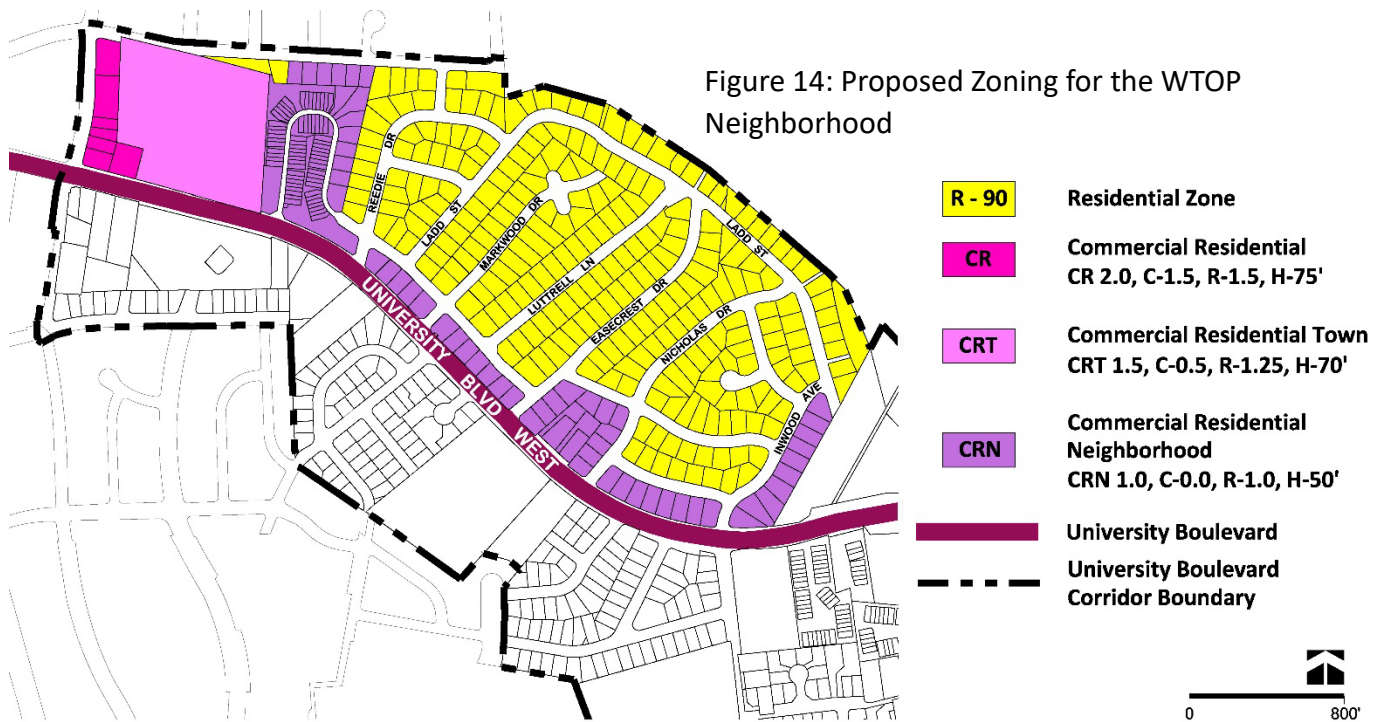 Figure 14: Proposed Zoning for the WTOP
Neighborhood
REEDIE DR
LADD ST
MARKWOOD DR
LUTTRELL LN
EASECREST DR
NICHOLAS DR
LADD ST
INWOOD AVE
UNIVERSITY BLVD WEST
R - 90
Residential Zone
CR
Commercial Residential
CR 2.0, C-1.5, R-1.5, H-75'
CRT
Commercial Residential Town
CRT 1.5, C-0.5, R-1.25, H-70'
CRN
Commercial Residential
Neighborhood
CRN 1.0, C-0.0, R-1.0, H-50'
University Boulevard
University Boulevard
Corridor Boundary
0 800'